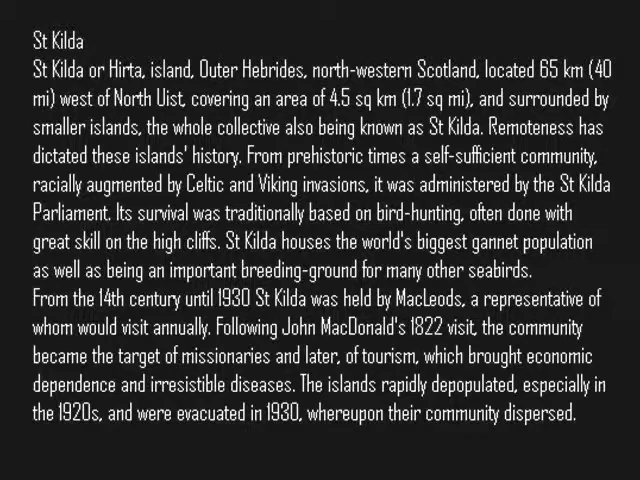 St Kilda
St Kilda or Hirta, island, Outer Hebrides, north-western Scotland, located 65 km (40
mi) west of North Uist, covering an area of 4.5 sq km (1.7 sq mi), and surrounded by
smaller islands, the whole collective also being known as St Kilda. Remoteness has
dictated these islands' history. From prehistoric times a self-sufficient community,
racially augmented by Celtic and Viking invasions, it was administered by the St Kilda
Parliament. Its survival was traditionally based on bird-hunting, often done with
great skill on the high cliffs. St Kilda houses the world's biggest gannet population
as well as being an important breeding-ground for many other seabirds.
From the 14th century until 1930 St Kilda was held by MacLeods, a representative of
whom would visit annually. Following John MacDonald's 1822 visit, the community
became the target of missionaries and later, of tourism, which brought economic
dependence and irresistible diseases. The islands rapidly depopulated, especially in
the 1920s, and were evacuated in 1930, whereupon their community dispersed.